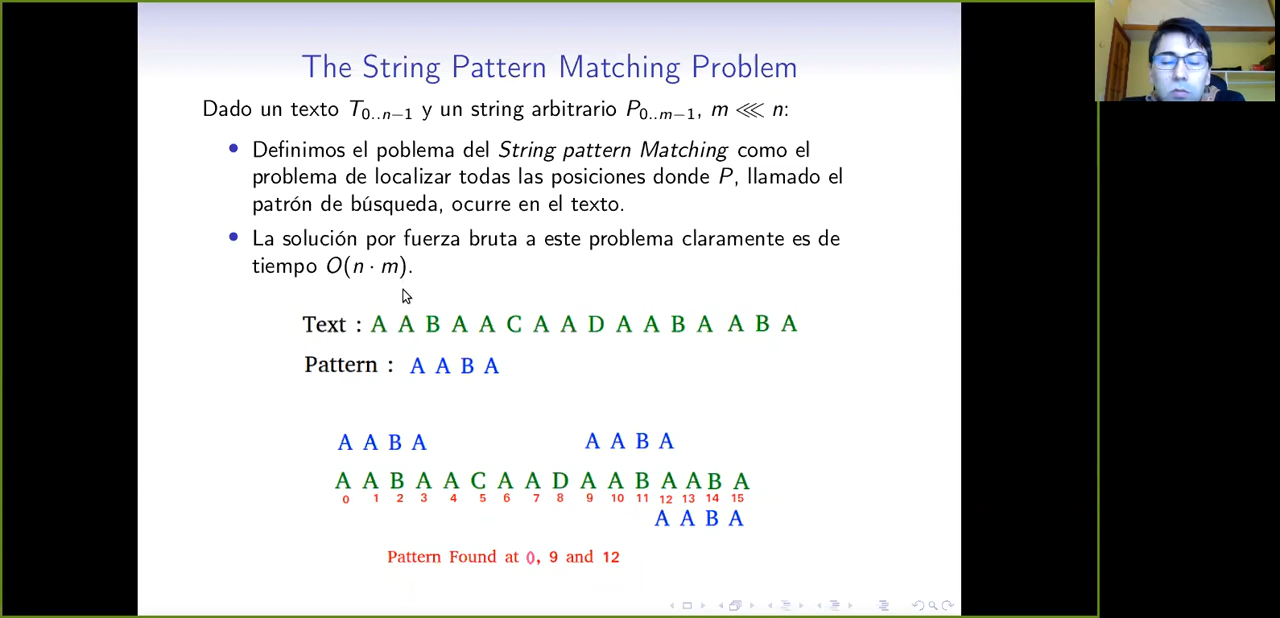 The String Pattern Matching Problem
Dado un texto T0..n−1 y un string arbitrario P0..m−1, m ⋘ n:
• Definimos el poblema del String pattern Matching como el
problema de localizar todas las posiciones donde P, llamado el
patrón de búsqueda, ocurre en el texto.
• La solución por fuerza bruta a este problema claramente es de
tiempo O(n · m).
Text : A A B A A C A A D A A B A A B A
Pattern : A A B A
A A B A A A B A
A A B A A C A A D A A B A A B A
0 1 2 3 4 5 6 7 8 9 10 11 12 13 14 15
A A B A
Pattern Found at 0, 9 and 12